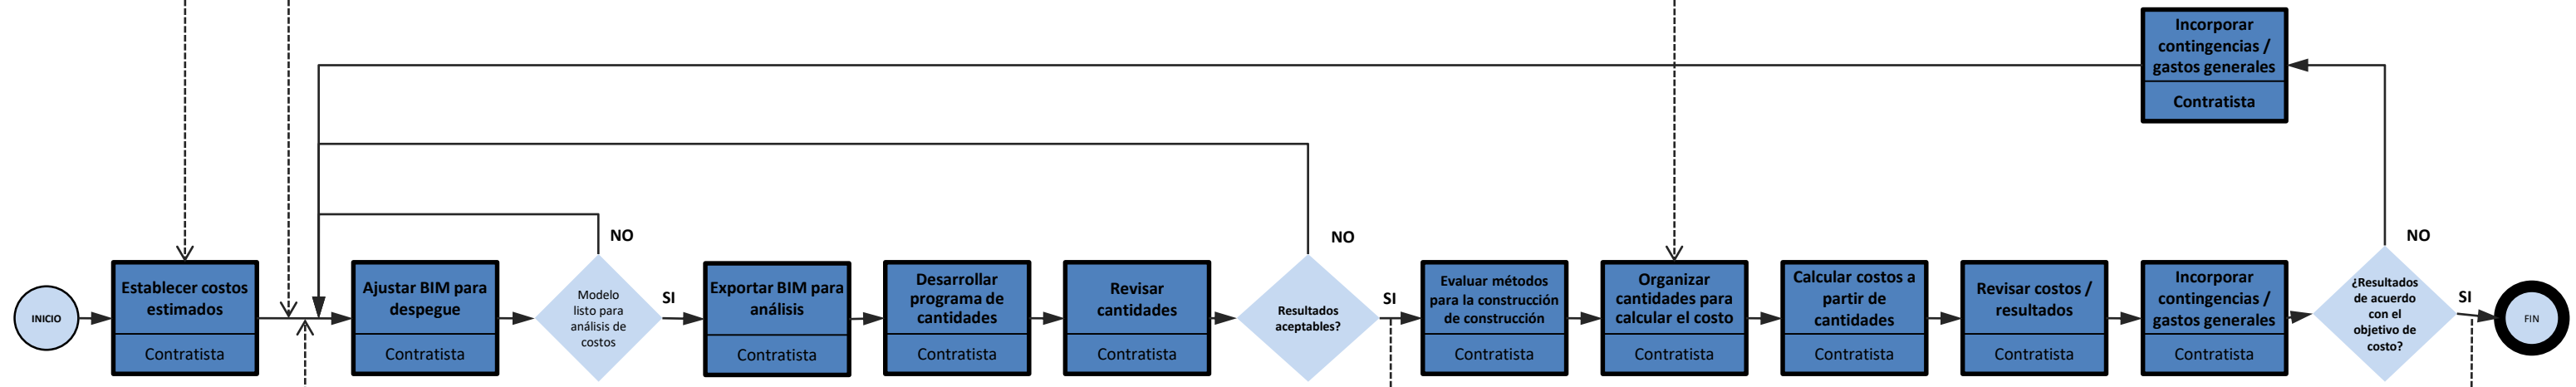 Incorporar
contingencias /
gastos generales
Contratista
NO
NO
NO
INICIO
Establecer costos
estimados
Contratista
Ajustar BIM para
despegue
Contratista
Modelo
listo para
análisis de
costos
SI
Exportar BIM para
análisis
Contratista
Desarrollar
programa de
cantidades
Contratista
Revisar
cantidades
Contratista
Resultados
aceptables?
SI
Evaluar métodos
para la construcción
de construcción
Contratista
Organizar
cantidades para
calcular el costo
Contratista
Calcular costos a
partir de
cantidades
Contratista
Revisar costos /
resultados
Contratista
Incorporar
contingencias /
gastos generales
Contratista
¿Resultados
de acuerdo
con el
objetivo de
costo?
SI
FIN